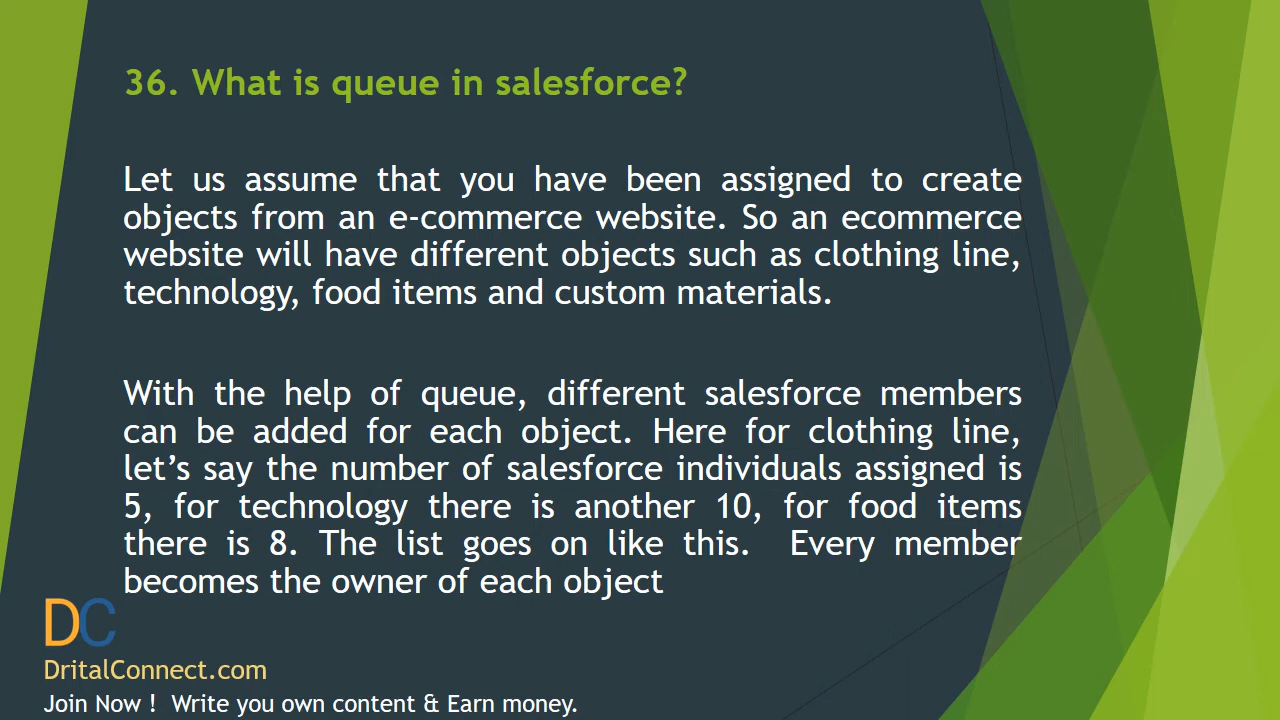 36. What is queue in salesforce?
Let us assume that you have been assigned to create
objects from an e-commerce website. So an ecommerce
website will have different objects such as clothing line,
technology, food items and custom materials.
With the help of queue, different salesforce members
can be added for each object. Here for clothing line,
let’s say the number of salesforce individuals assigned is
5, for technology there is another 10, for food items
there is 8. The list goes on like this.  Every member
becomes the owner of each object
DC
DritalConnect.com
Join Now !  Write you own content & Earn money.